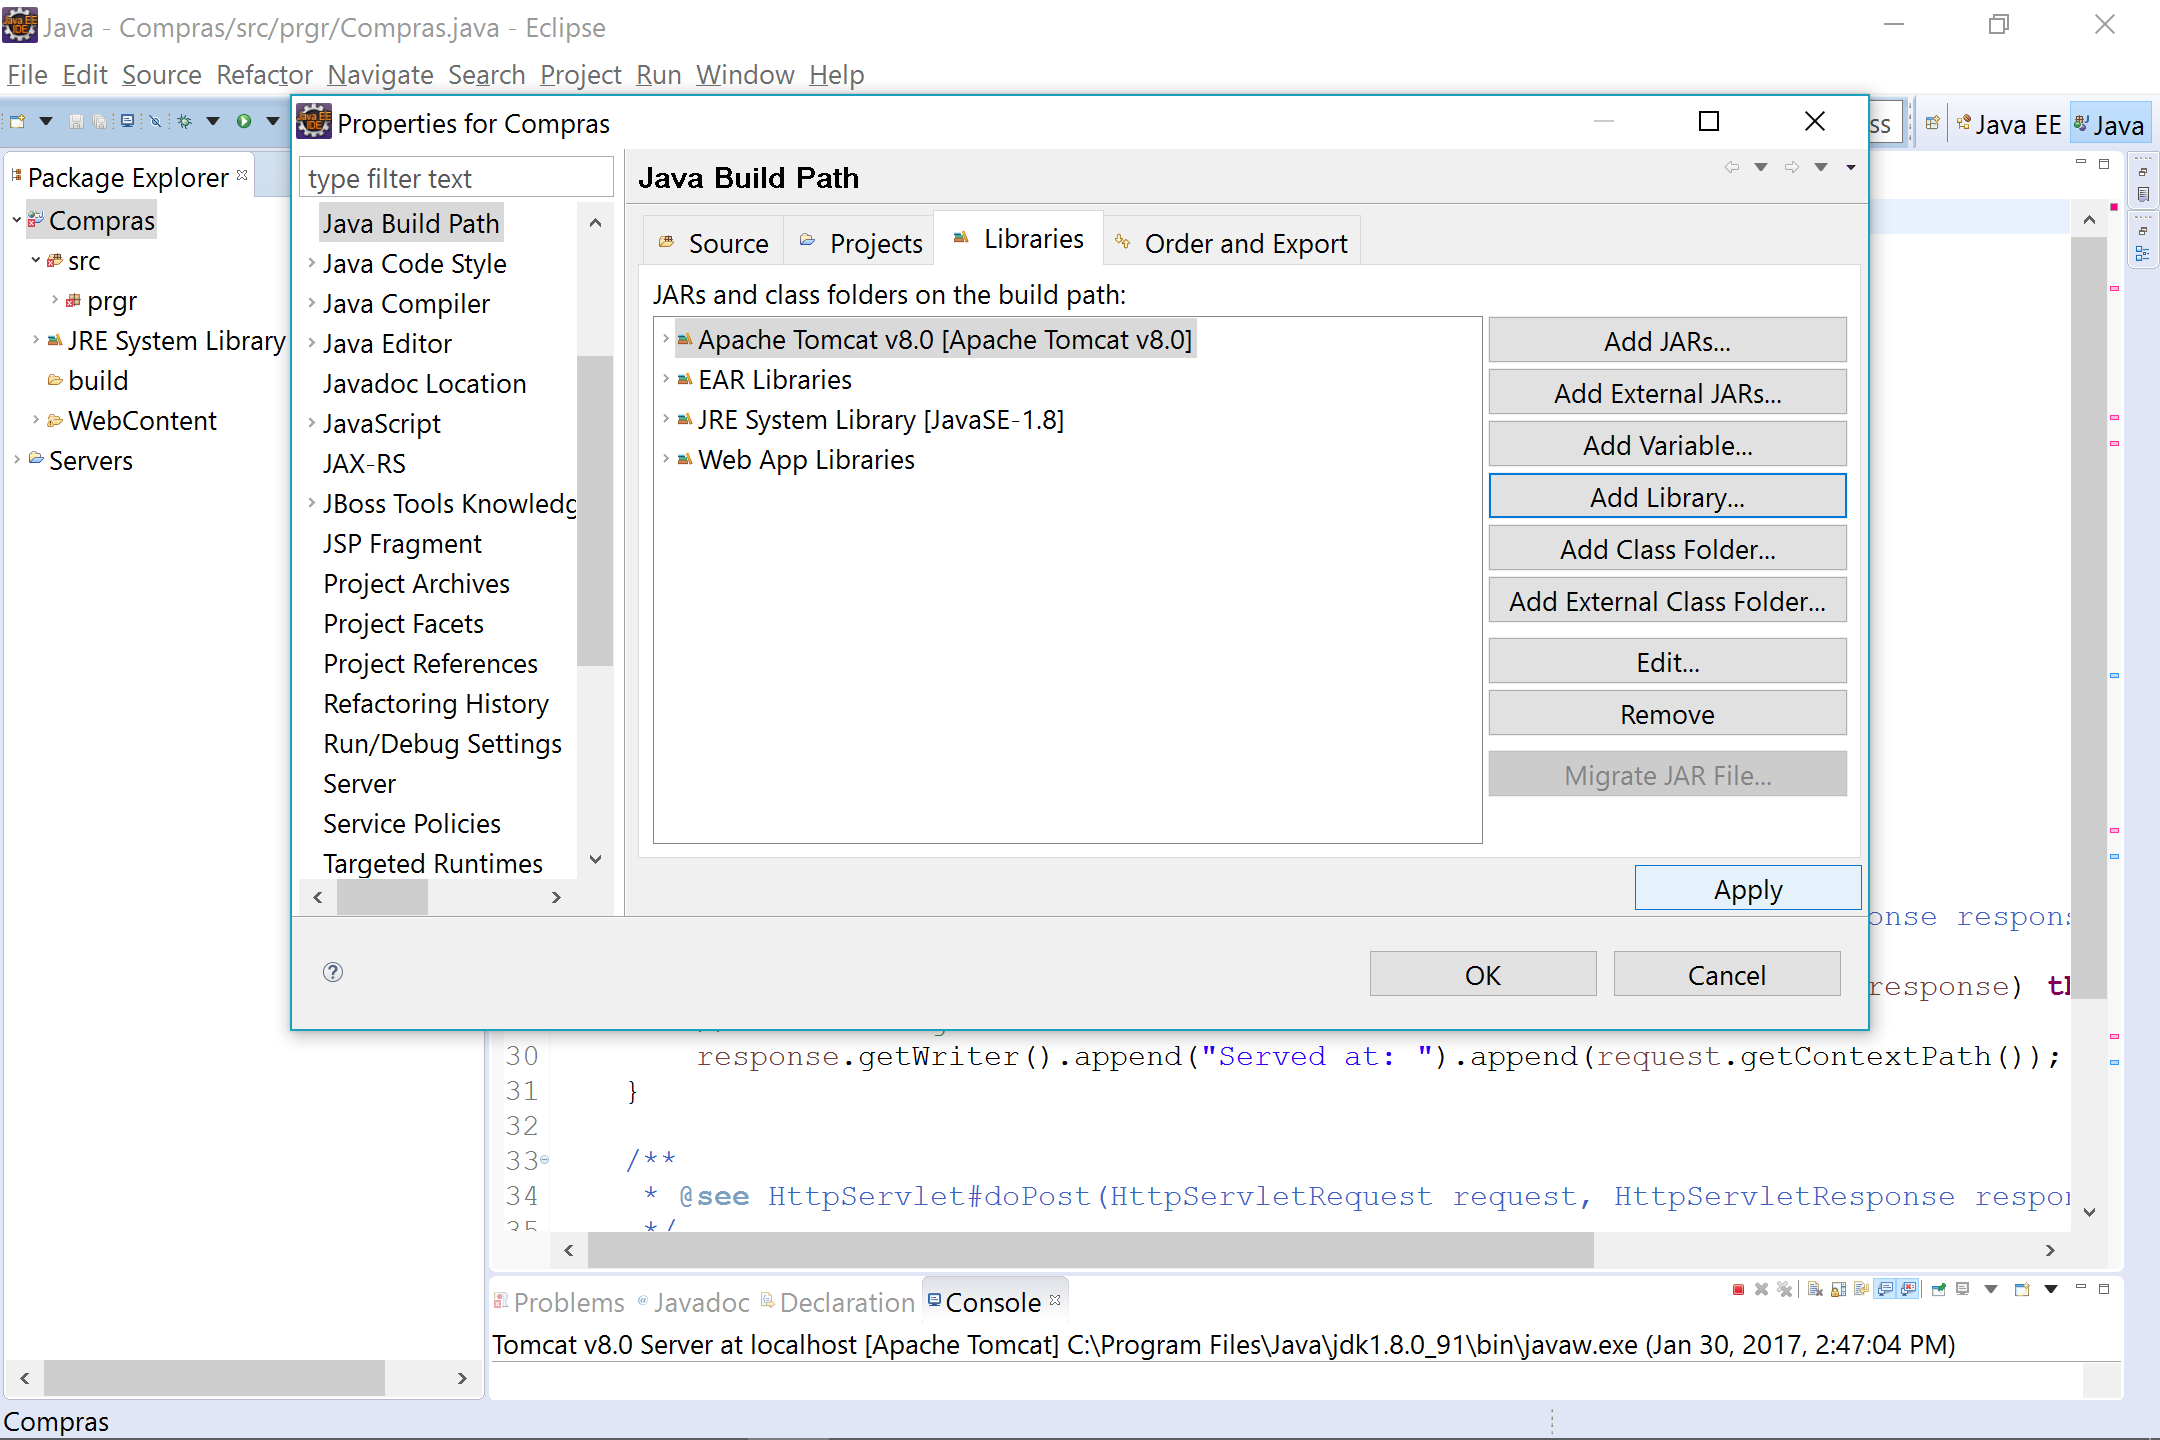 Java - Compras/src/prgr/Compras.java - Eclipse
File Edit Source Refactor Navigate Search Project Run Window Help
Properties for Compras
ss
Java EE
Java
Package Explorer
Compras
src
prgr
JRE System Library
build
WebContent
Servers
type filter text
Java Build Path
Java Code Style
Java Compiler
Java Editor
Javadoc Location
JavaScript
JAX-RS
JBoss Tools Knowledg
JSP Fragment
Project Archives
Project Facets
Project References
Refactoring History
Run/Debug Settings
Server
Service Policies
Targeted Runtimes
Java Build Path
Source Projects Libraries Order and Export
JARs and class folders on the build path:
Apache Tomcat v8.0 [Apache Tomcat v8.0]
EAR Libraries
JRE System Library [JavaSE-1.8]
Web App Libraries
Add JARs...
Add External JARs...
Add Variable...
Add Library...
Add Class Folder...
Add External Class Folder...
Edit...
Remove
Migrate JAR File...
Apply
OK Cancel
onse respons
response) th
30 response.getWriter().append("Served at: ").append(request.getContextPath());
31 }
32
33 /**
34 * @see HttpServlet#doPost(HttpServletRequest request, HttpServletResponse respon
35 */
Problems Javadoc Declaration Console
Tomcat v8.0 Server at localhost [Apache Tomcat] C:\Program Files\Java\jdk1.8.0_91\bin\javaw.exe (Jan 30, 2017, 2:47:04 PM)
Compras